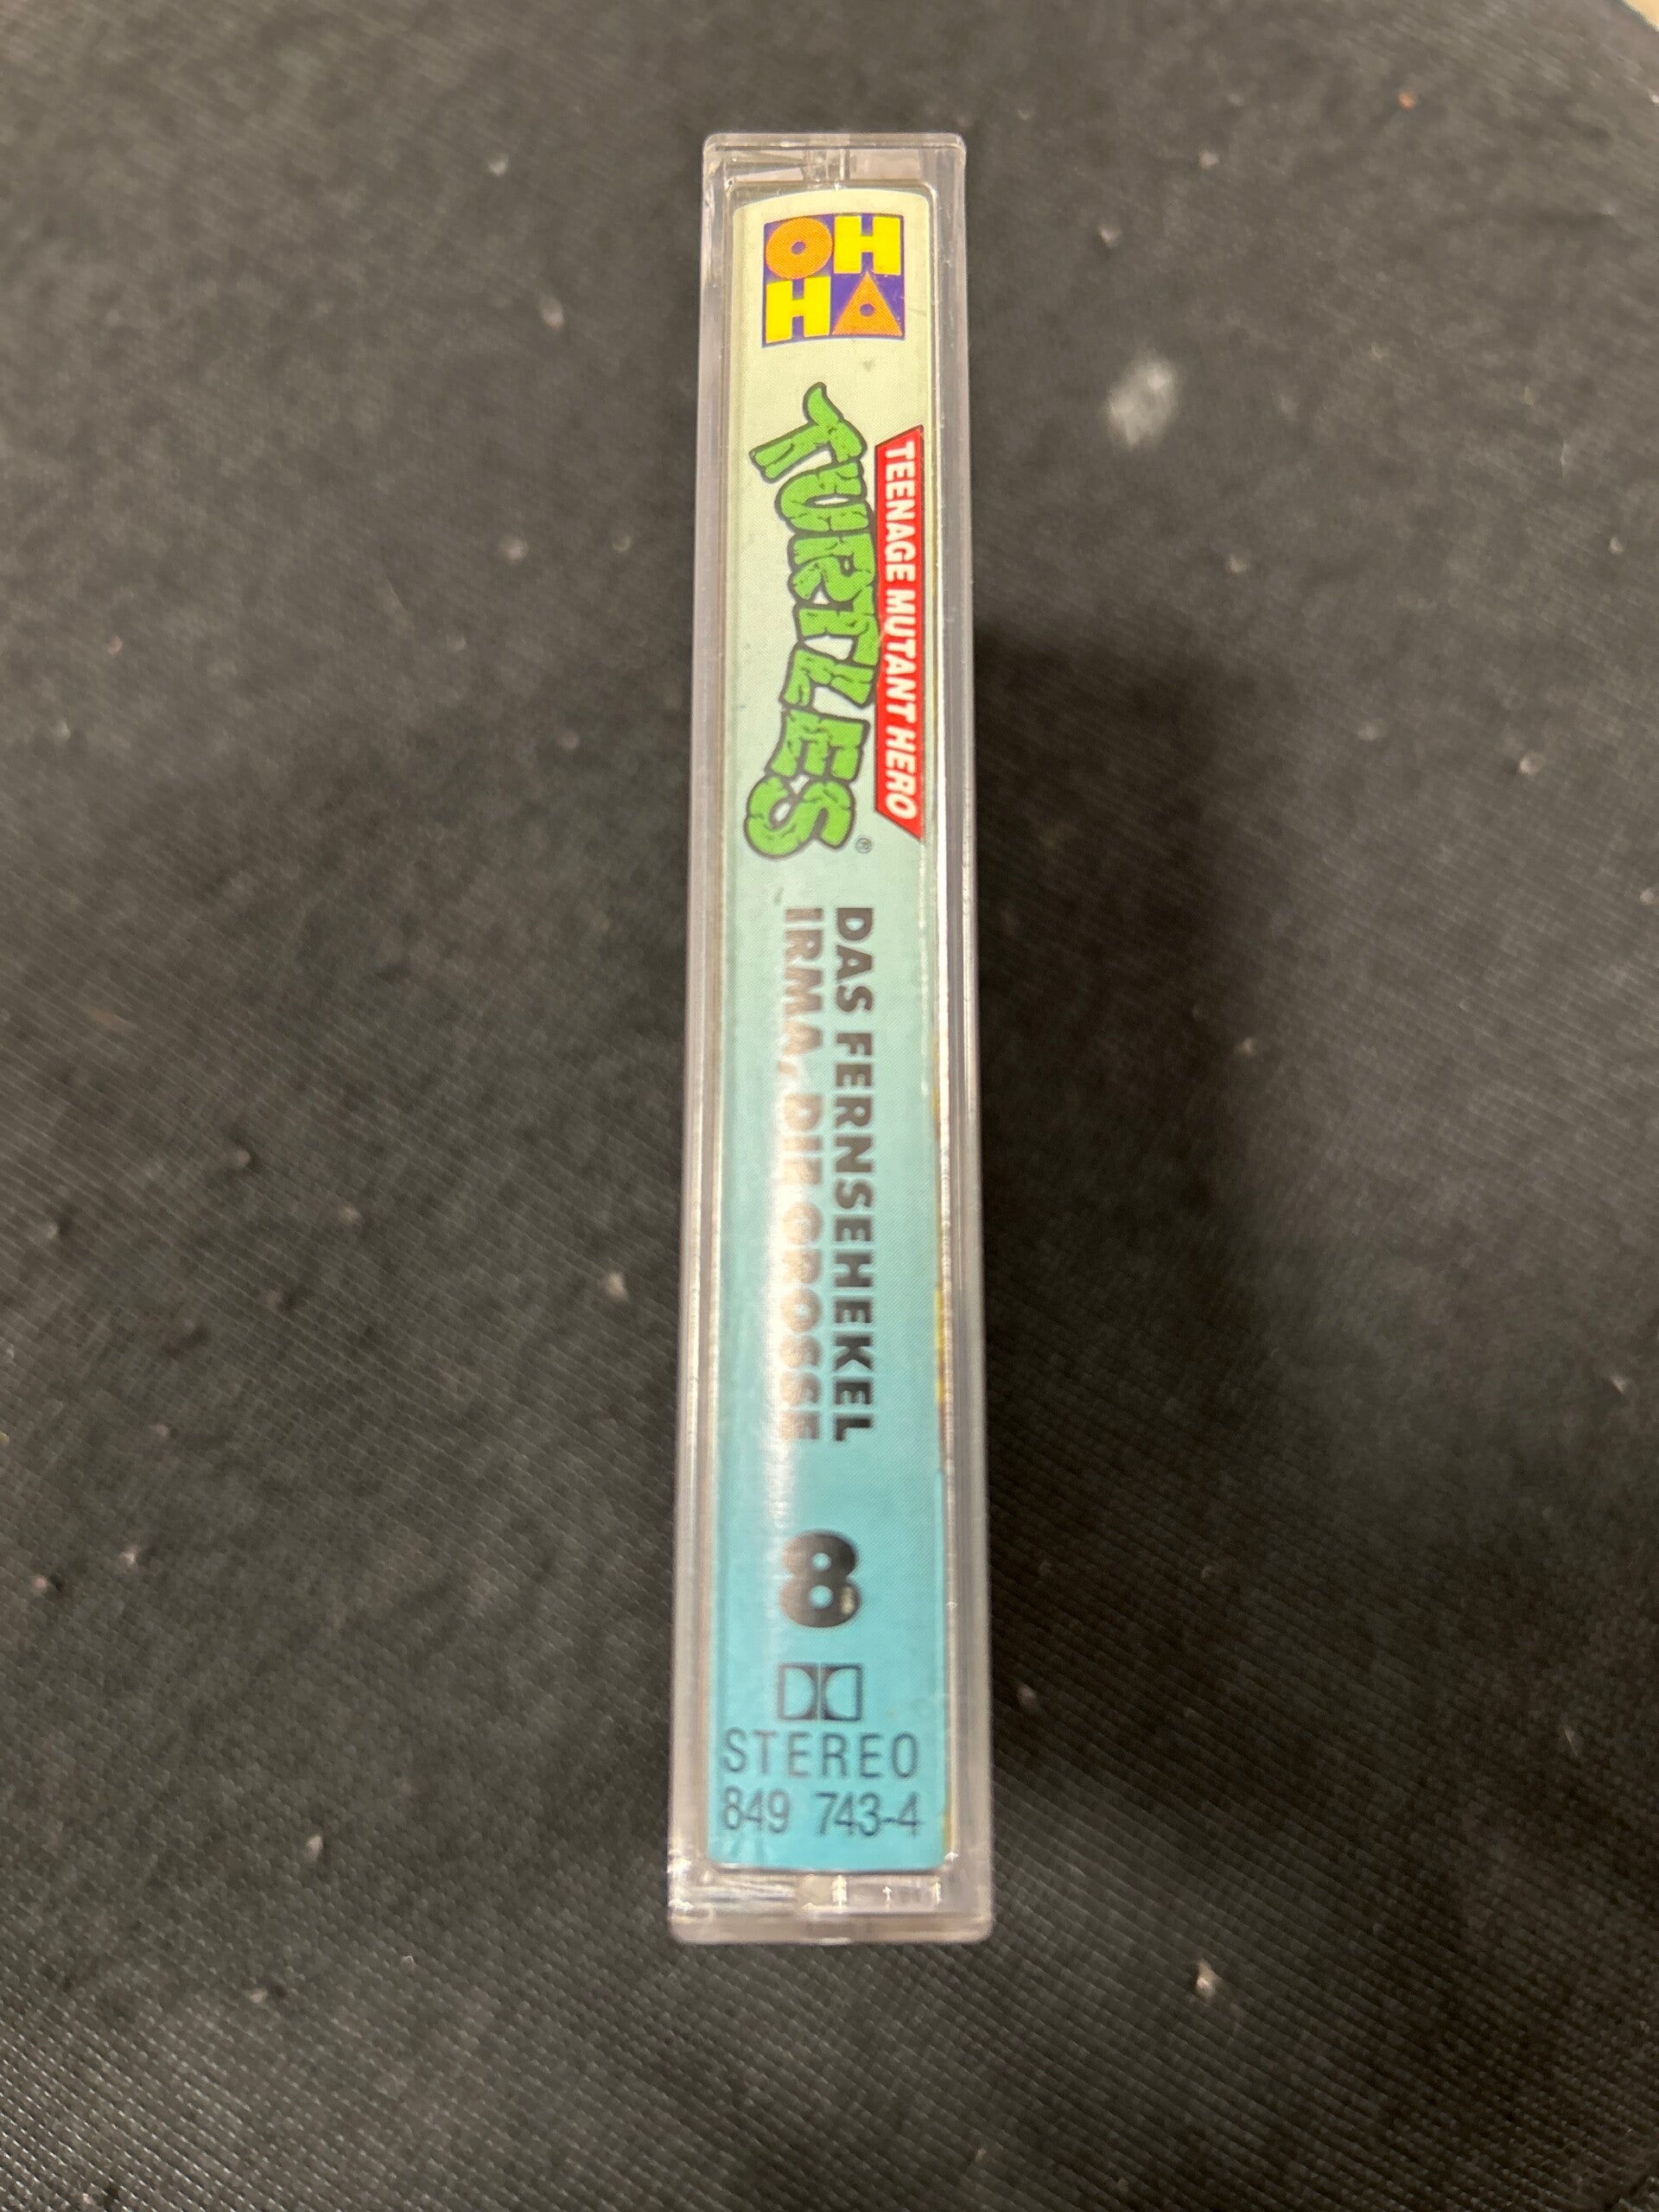 OH
HA
TEENAGE MUTANT HERO
TURTLES®
DAS FERNSEHEKEL
IRMA, DIE GROSSE
8
STEREO
849 743-4